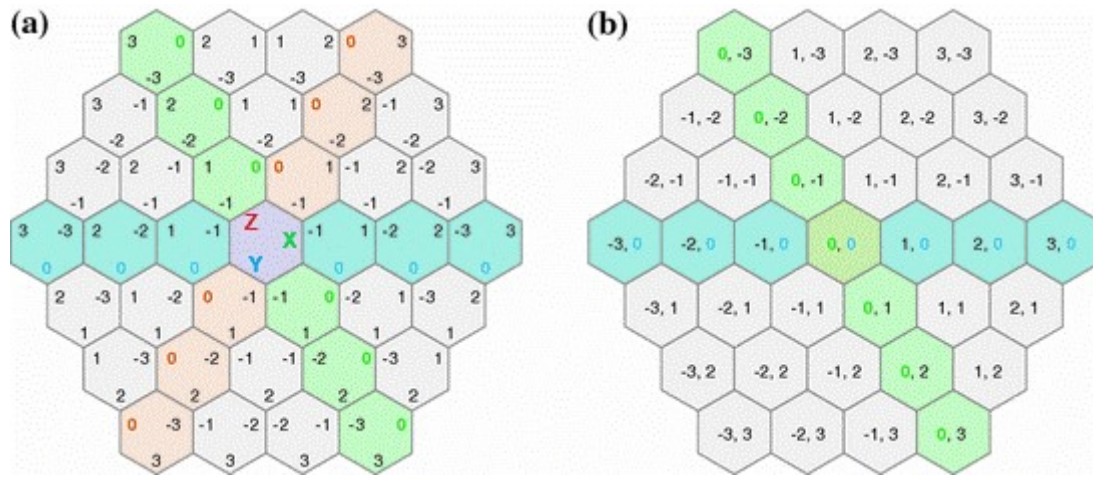 (a)
3 0 2 1 1 2 0 3
-3 -3 -3 -3
3 -1 2 0 1 1 0 2 -1 3
-2 -2 -2 -2 -2
3 -2 2 -1 1 0 0 1 -1 2 -2 3
-1 -1 -1 -1 -1 -1
3 -3 2 -2 1 -1 Z X -1 1 -2 2 -3 3
0 0 0 Y 0 0 0
2 -3 1 -2 0 -1 -1 0 -2 1 -3 2
1 1 1 1 1 1
1 -3 0 -2 -1 -1 -2 0 -3 1
2 2 2 2 2
0 -3 -1 -2 -2 -1 -3 0
3 3 3 3
(b)
0, -3 1, -3 2, -3 3, -3
-1, -2 0, -2 1, -2 2, -2 3, -2
-2, -1 -1, -1 0, -1 1, -1 2, -1 3, -1
-3, 0 -2, 0 -1, 0 0, 0 1, 0 2, 0 3, 0
-3, 1 -2, 1 -1, 1 0, 1 1, 1 2, 1
-3, 2 -2, 2 -1, 2 0, 2 1, 2
-3, 3 -2, 3 -1, 3 0, 3